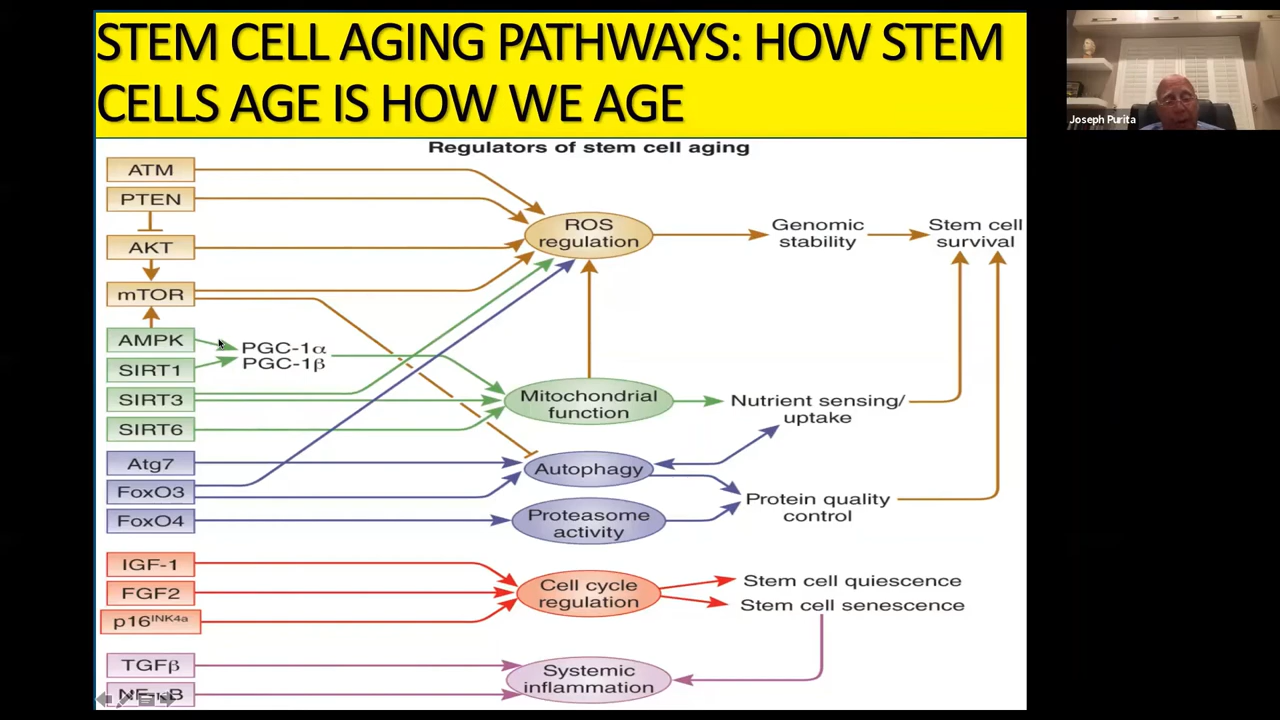 STEM CELL AGING PATHWAYS: HOW STEM
CELLS AGE IS HOW WE AGE
Joseph Purita
Regulators of stem cell aging
ATM
PTEN
AKT
mTOR
AMPK
SIRT1
SIRT3
SIRT6
Atg7
FoxO3
FoxO4
IGF-1
FGF2
p16INK4a
TGFβ
NF-κB
PGC-1α
PGC-1β
ROS
regulation
Mitochondrial
function
Autophagy
Proteasome
activity
Cell cycle
regulation
Systemic
inflammation
Genomic
stability
Stem cell
survival
Nutrient sensing/
uptake
Protein quality
control
Stem cell quiescence
Stem cell senescence